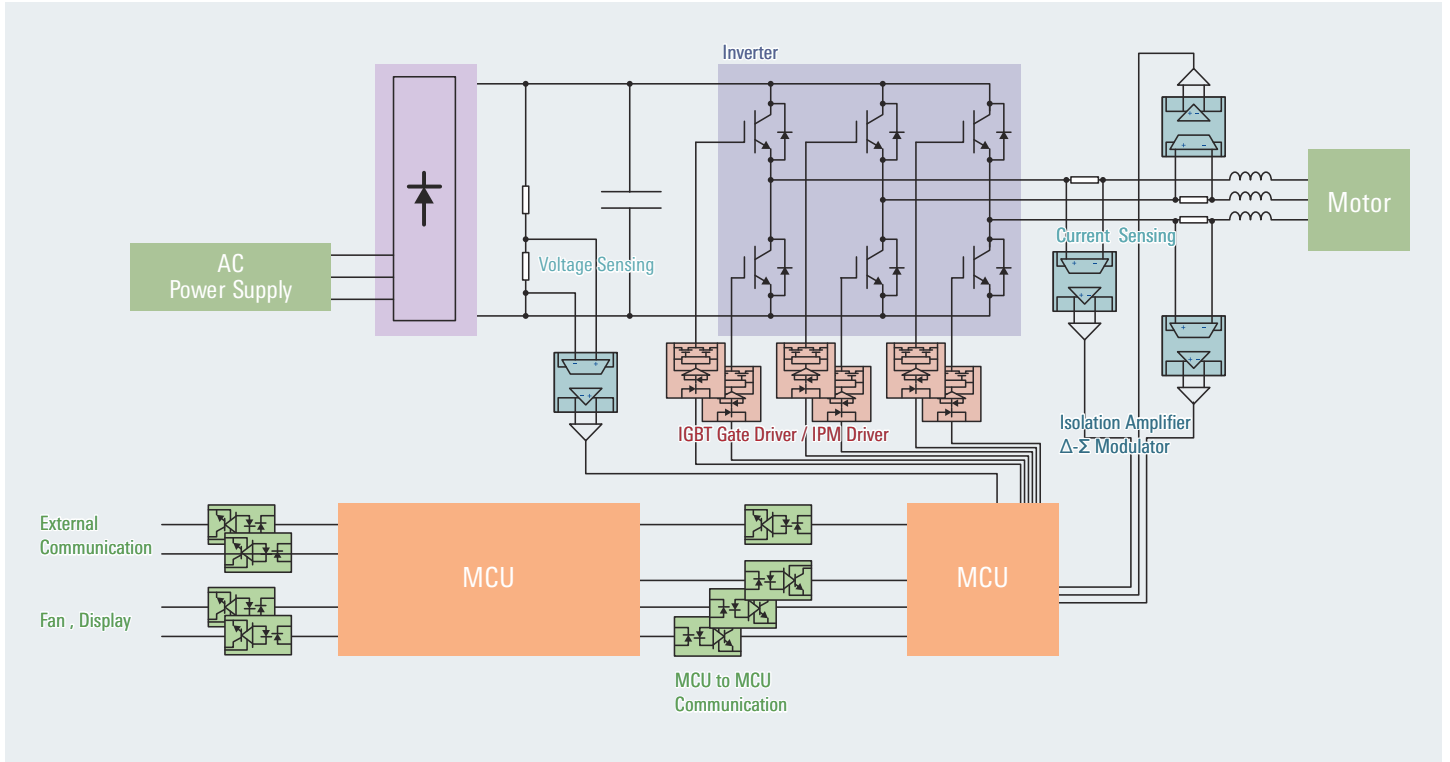 Inverter
AC
Power Supply
Voltage Sensing
Current Sensing
Motor
IGBT Gate Driver / IPM Driver
Isolation Amplifier
Δ-Σ Modulator
External
Communication
Fan , Display
MCU
MCU
MCU to MCU
Communication